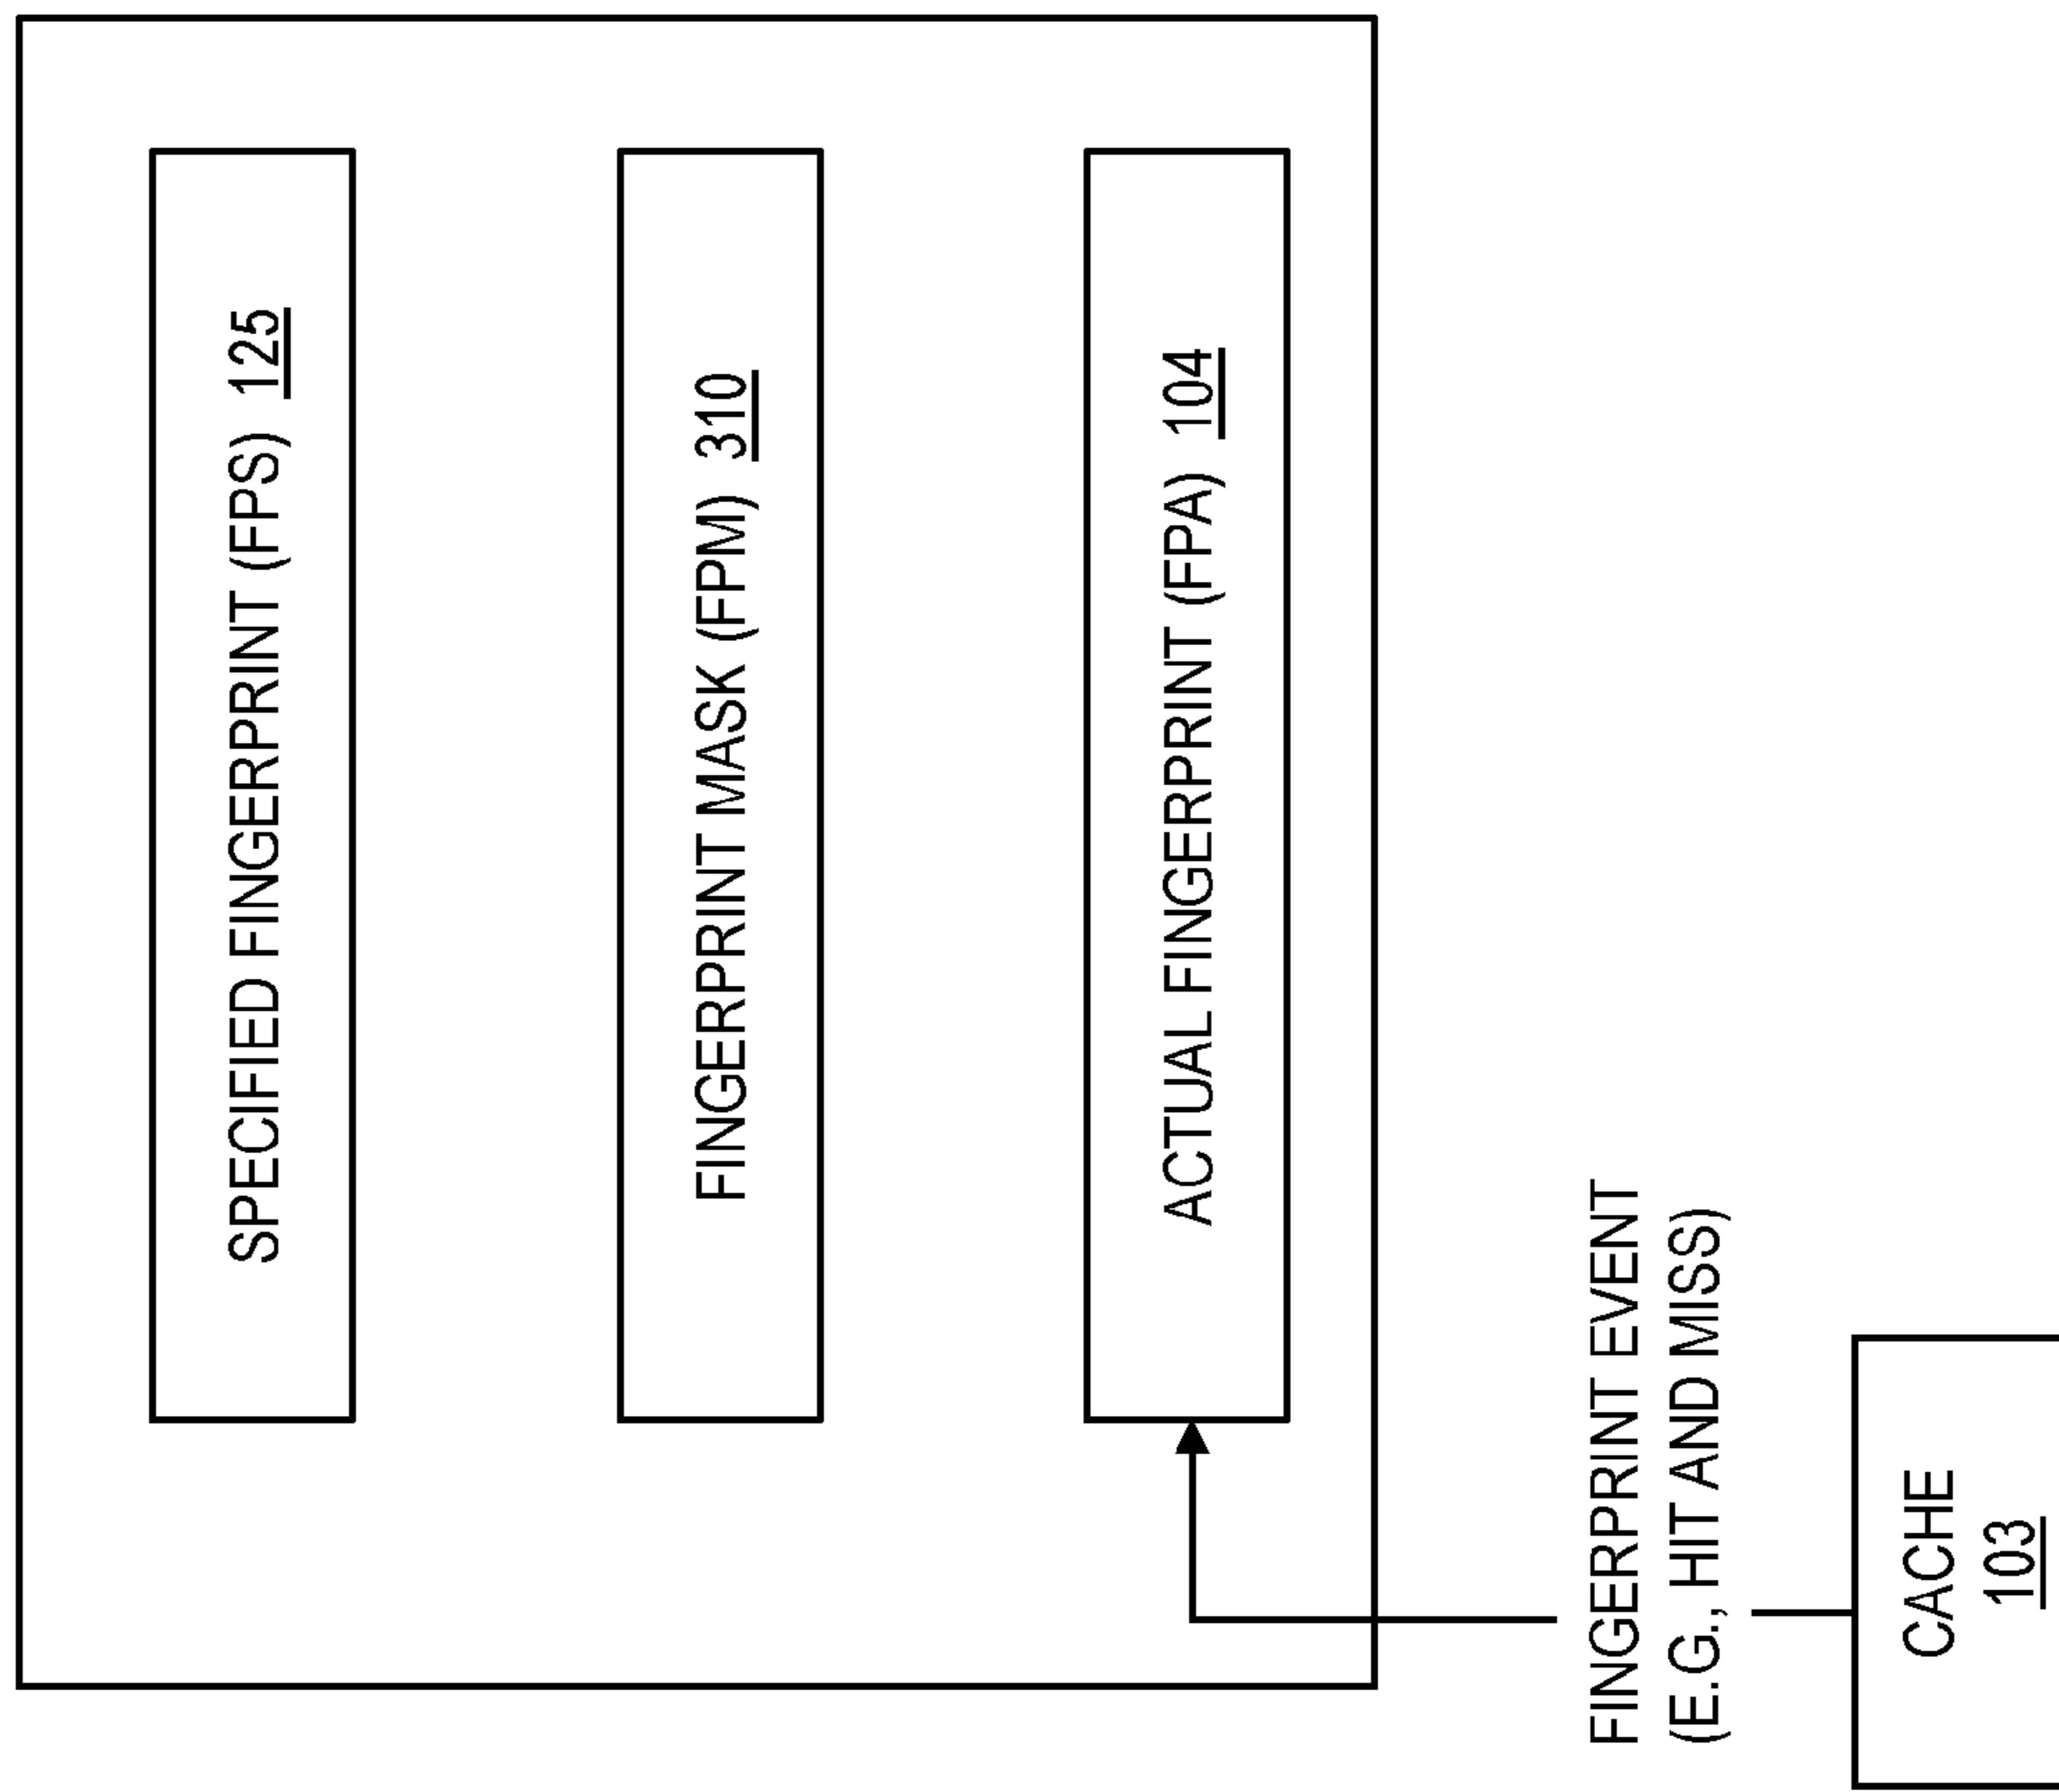 SPECIFIED FINGERPRINT (FPS) 125
FINGERPRINT MASK (FPM) 310
ACTUAL FINGERPRINT (FPA) 104
FINGERPRINT EVENT
(E.G., HIT AND MISS)
CACHE
103